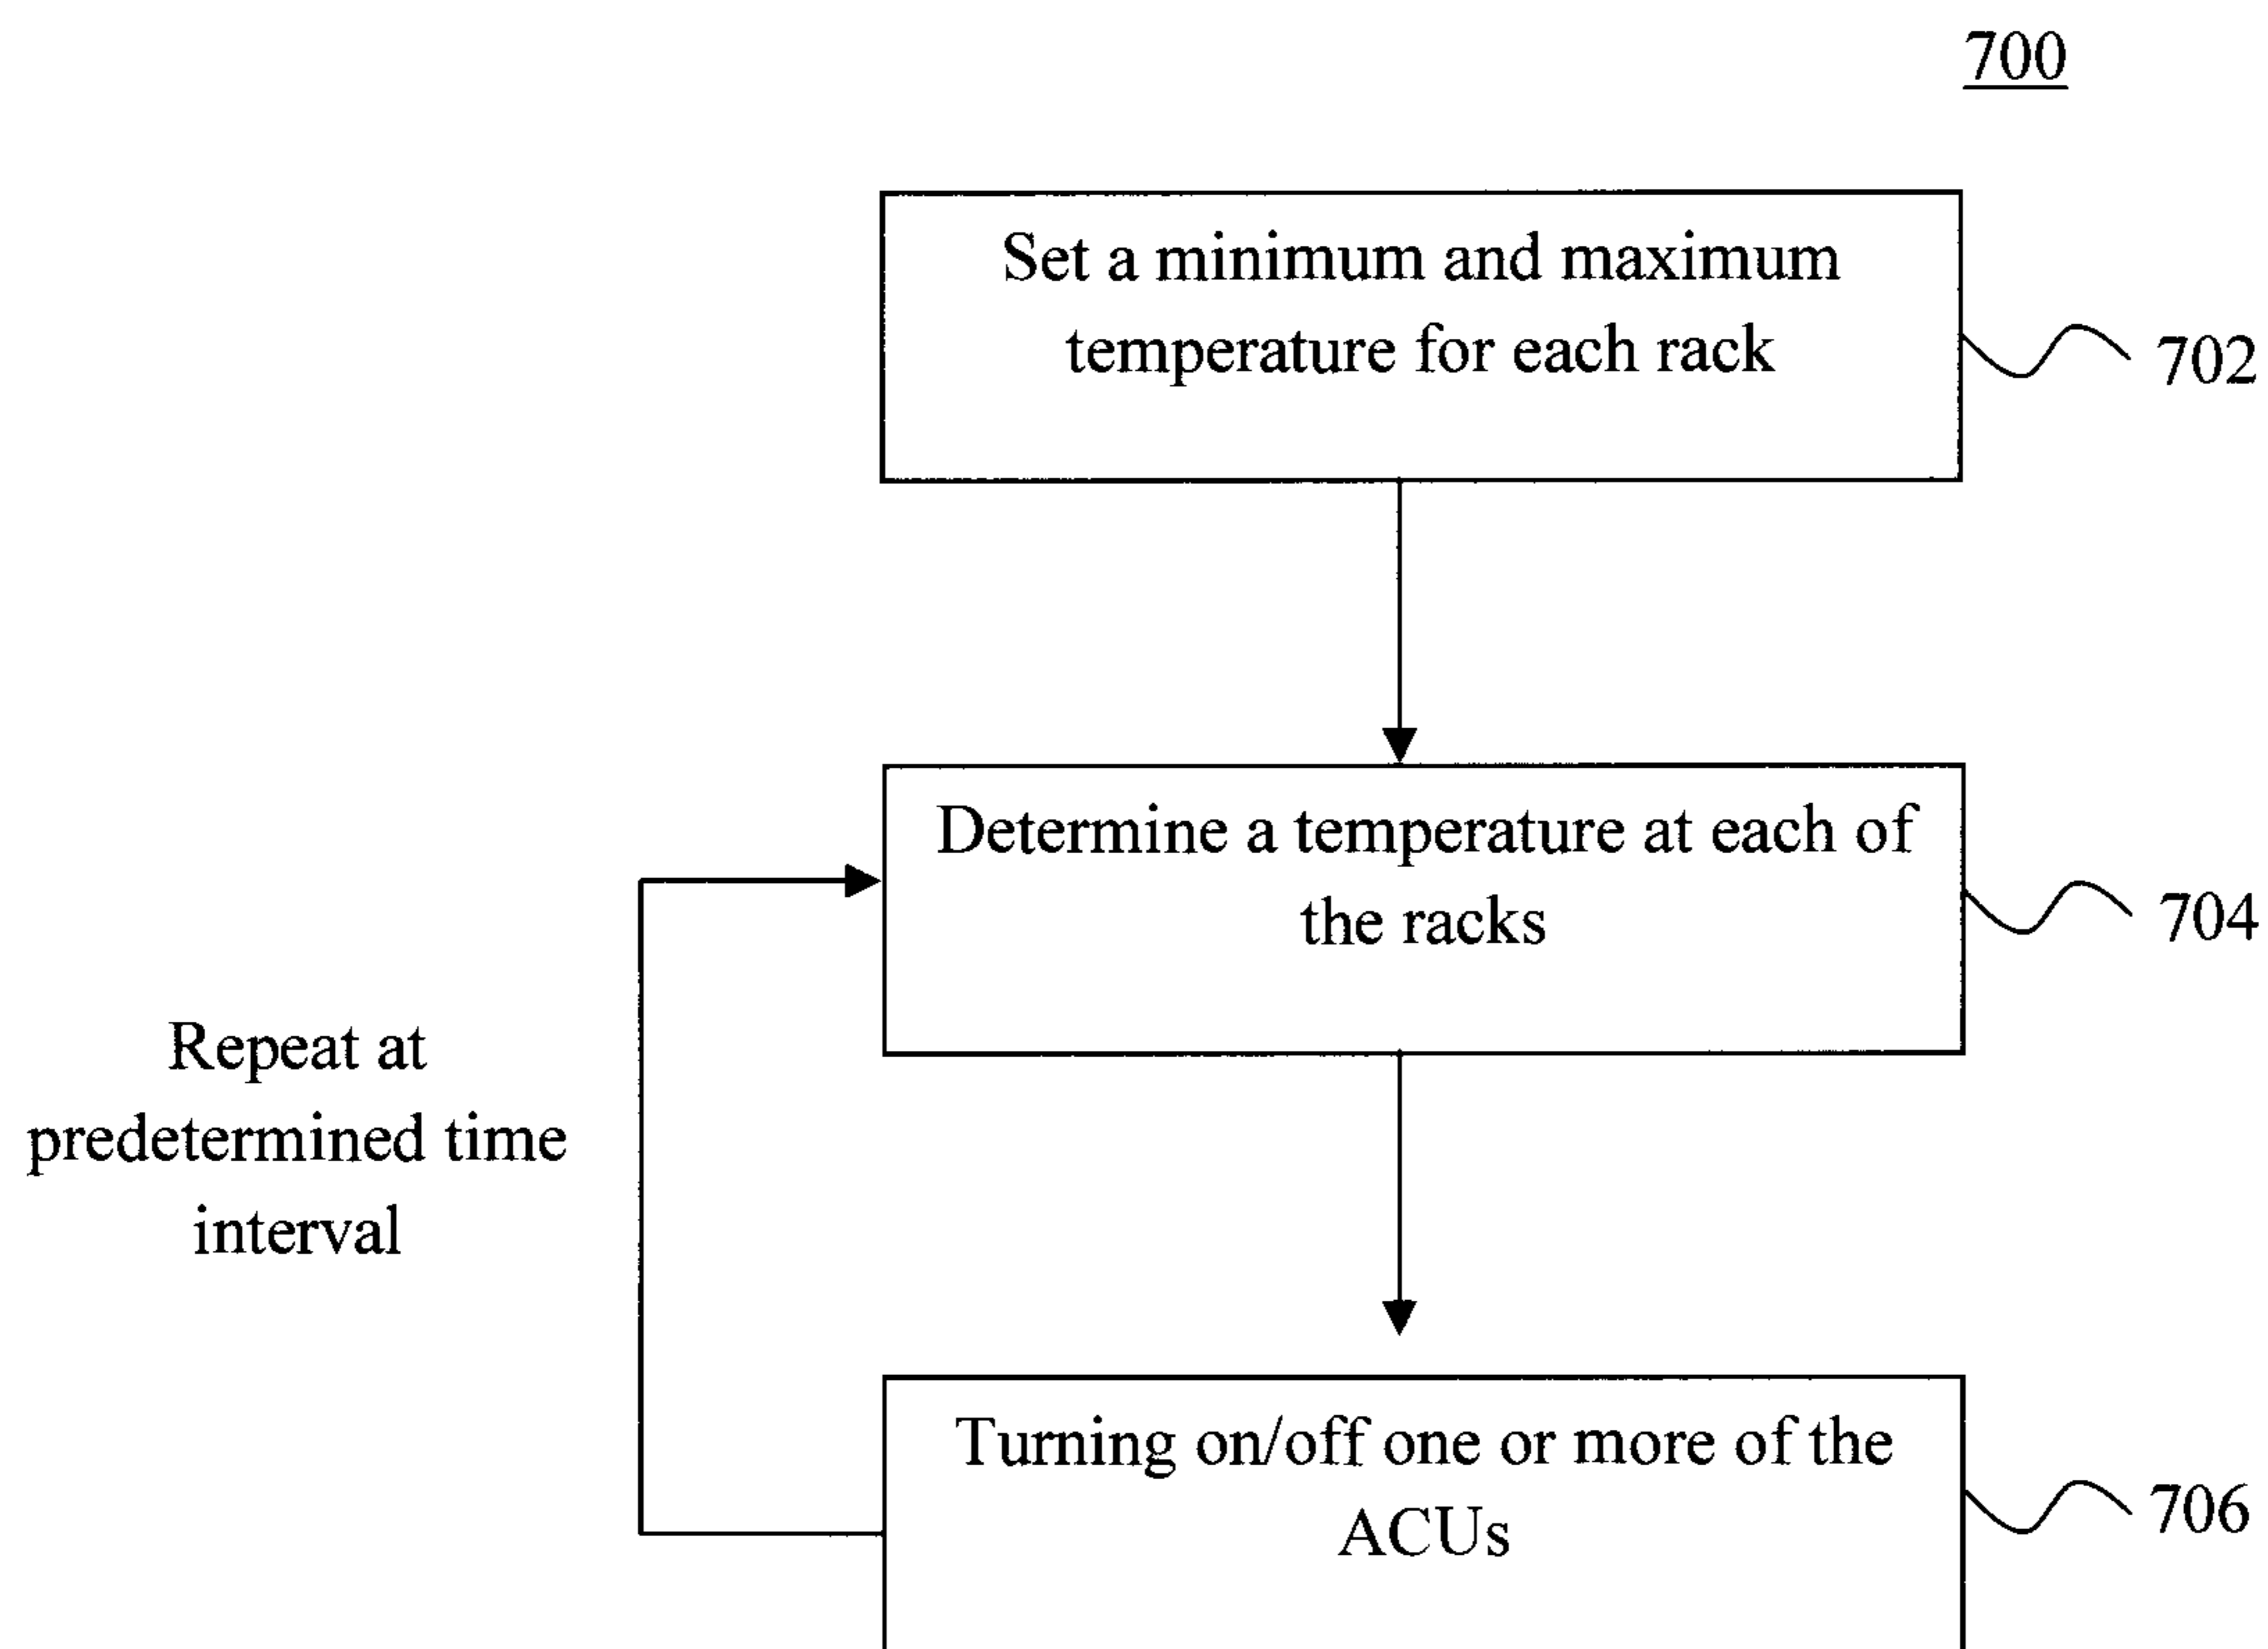 700
Set a minimum and maximum
temperature for each rack
702
Determine a temperature at each of
the racks
704
Repeat at
predetermined time
interval
Turning on/off one or more of the
ACUs
706